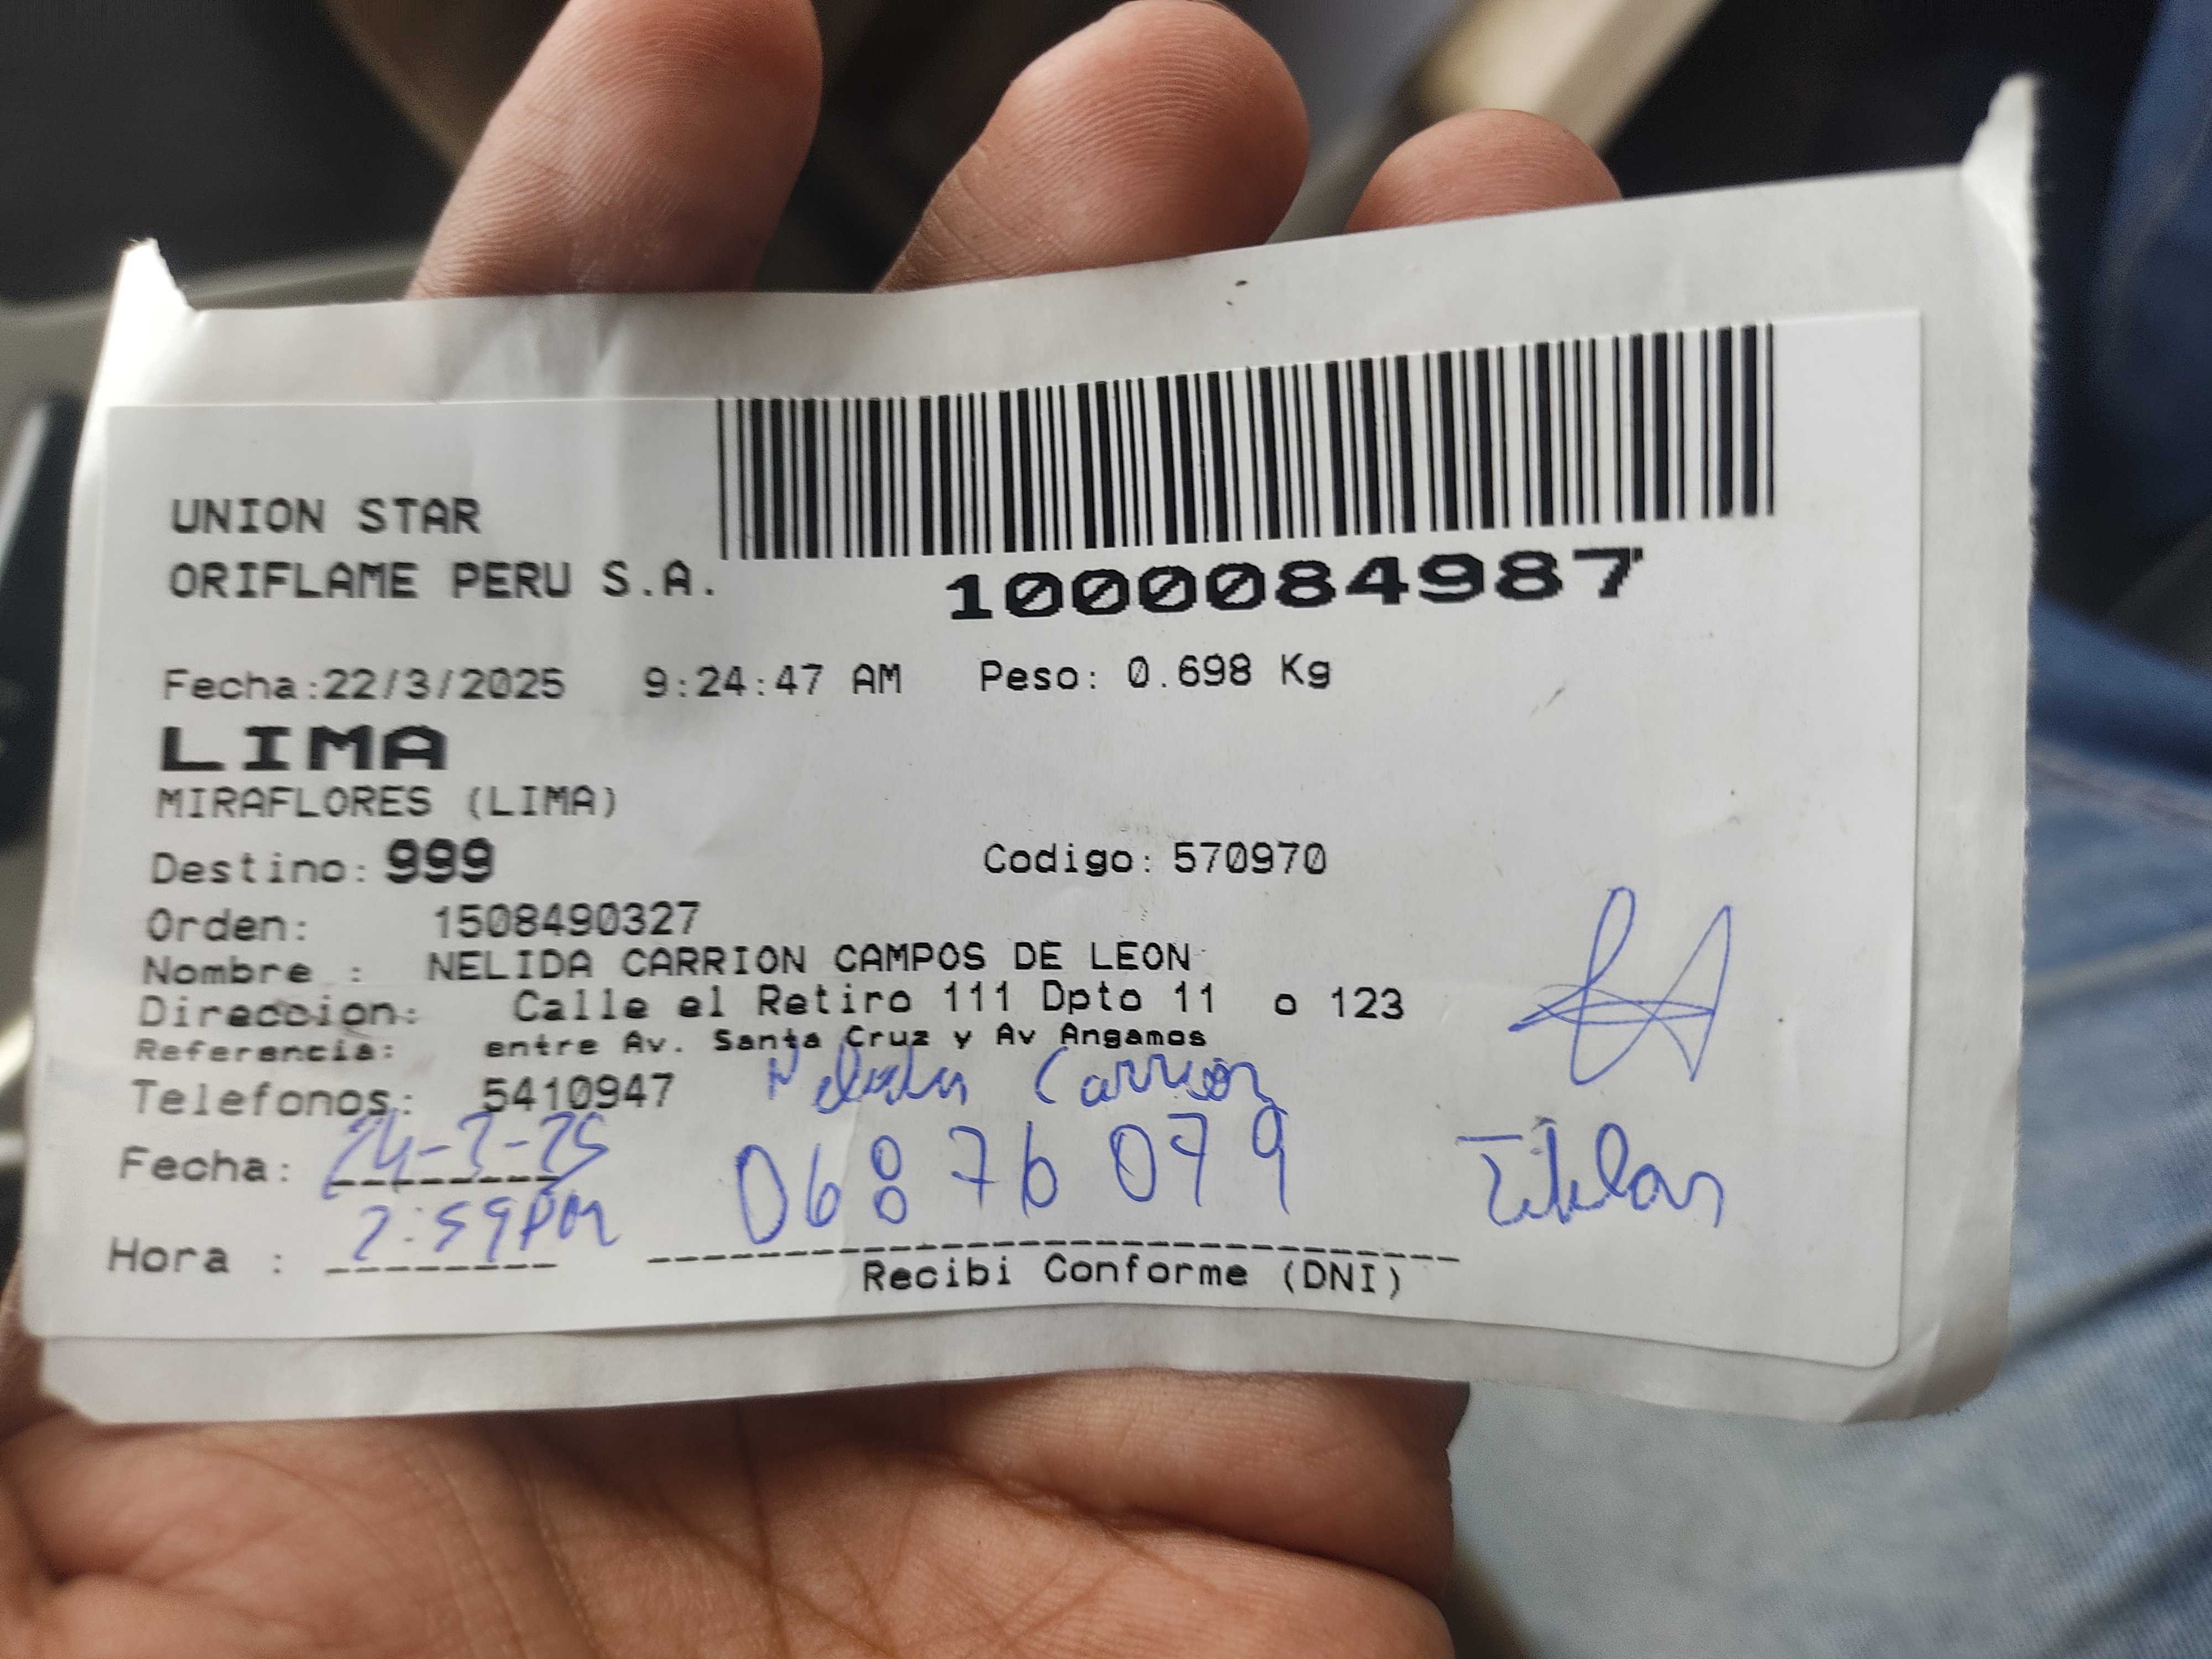 UNION STAR
ORIFLAME PERU S.A.
1000084987
Fecha:22/3/2025 9:24:47 AM Peso: 0.698 Kg
LIMA
MIRAFLORES (LIMA)
Destino: 999 Codigo: 570970
Orden: 1508490327
Nombre : NELIDA CARRION CAMPOS DE LEON
Direccion: Calle el Retiro 111 Dpto 11 o 123
Referencia: entre Av. Santa Cruz y Av Angamos
Telefonos: 5410947 Nelida Carrion
Fecha: 24-3-25 06876079
Hora : 2:59pm
Recibi Conforme (DNI)